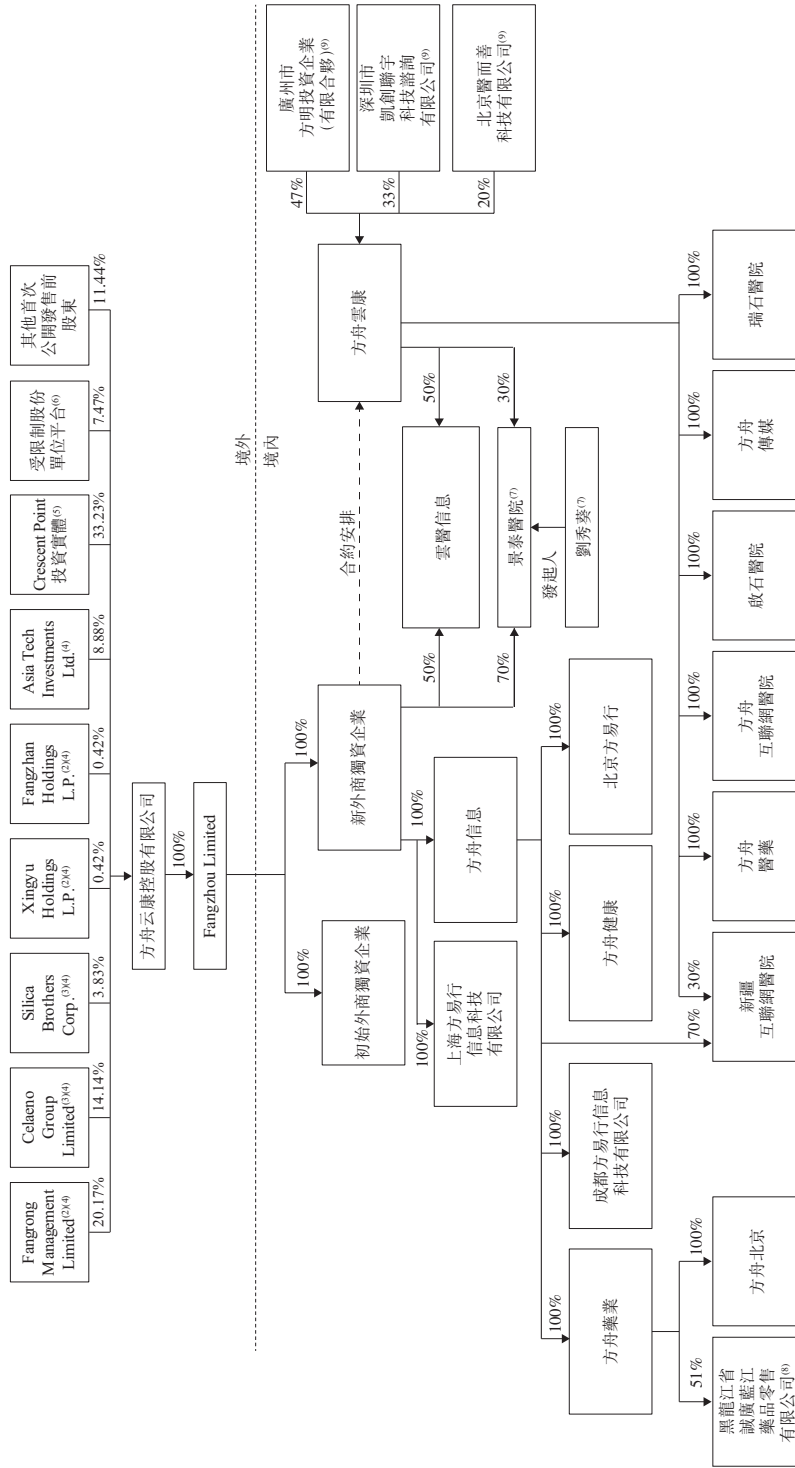 Fangrong
Management
Limited(2)(4)
Celaeno
Group
Limited(3)(4)
Silica
Brothers
Corp.(3)(4)
Xingyu
Holdings
L.P.(2)(4)
Fangzhan
Holdings
L.P.(2)(4)
Asia Tech
Investments
Ltd.(4)
Crescent Point
投資實體(5)
受限制股份
單位平台(6)
其他首次
公開發售前
股東
20.17%
14.14%
3.83%
0.42%
0.42%
8.88%
33.23%
7.47%
11.44%
方舟云康控股有限公司
100%
Fangzhou Limited
境外
境內
100%
100%
初始外商獨資企業
新外商獨資企業
合約安排
方舟雲康
47%
33%
20%
廣州市
方明投資企業
(有限合夥)(9)
深圳市
凱創聯宇
科技諮詢
有限公司(9)
北京醫而善
科技有限公司(9)
100%
100%
50%
50%
70%
30%
上海方易行
信息科技
有限公司
方舟信息
雲醫信息
景泰醫院(7)
發起人
劉秀葵(7)
100%
100%
100%
100%
方舟藥業
成都方易行信息
科技有限公司
方舟健康
北京方易行
51%
100%
70%
30%
100%
100%
100%
100%
100%
黑龍江省
誠廣藍江
藥品零售
有限公司(8)
方舟北京
新疆
互聯網醫院
方舟
醫藥
方舟
互聯網醫院
啟石醫院
方舟
傳媒
瑞石醫院